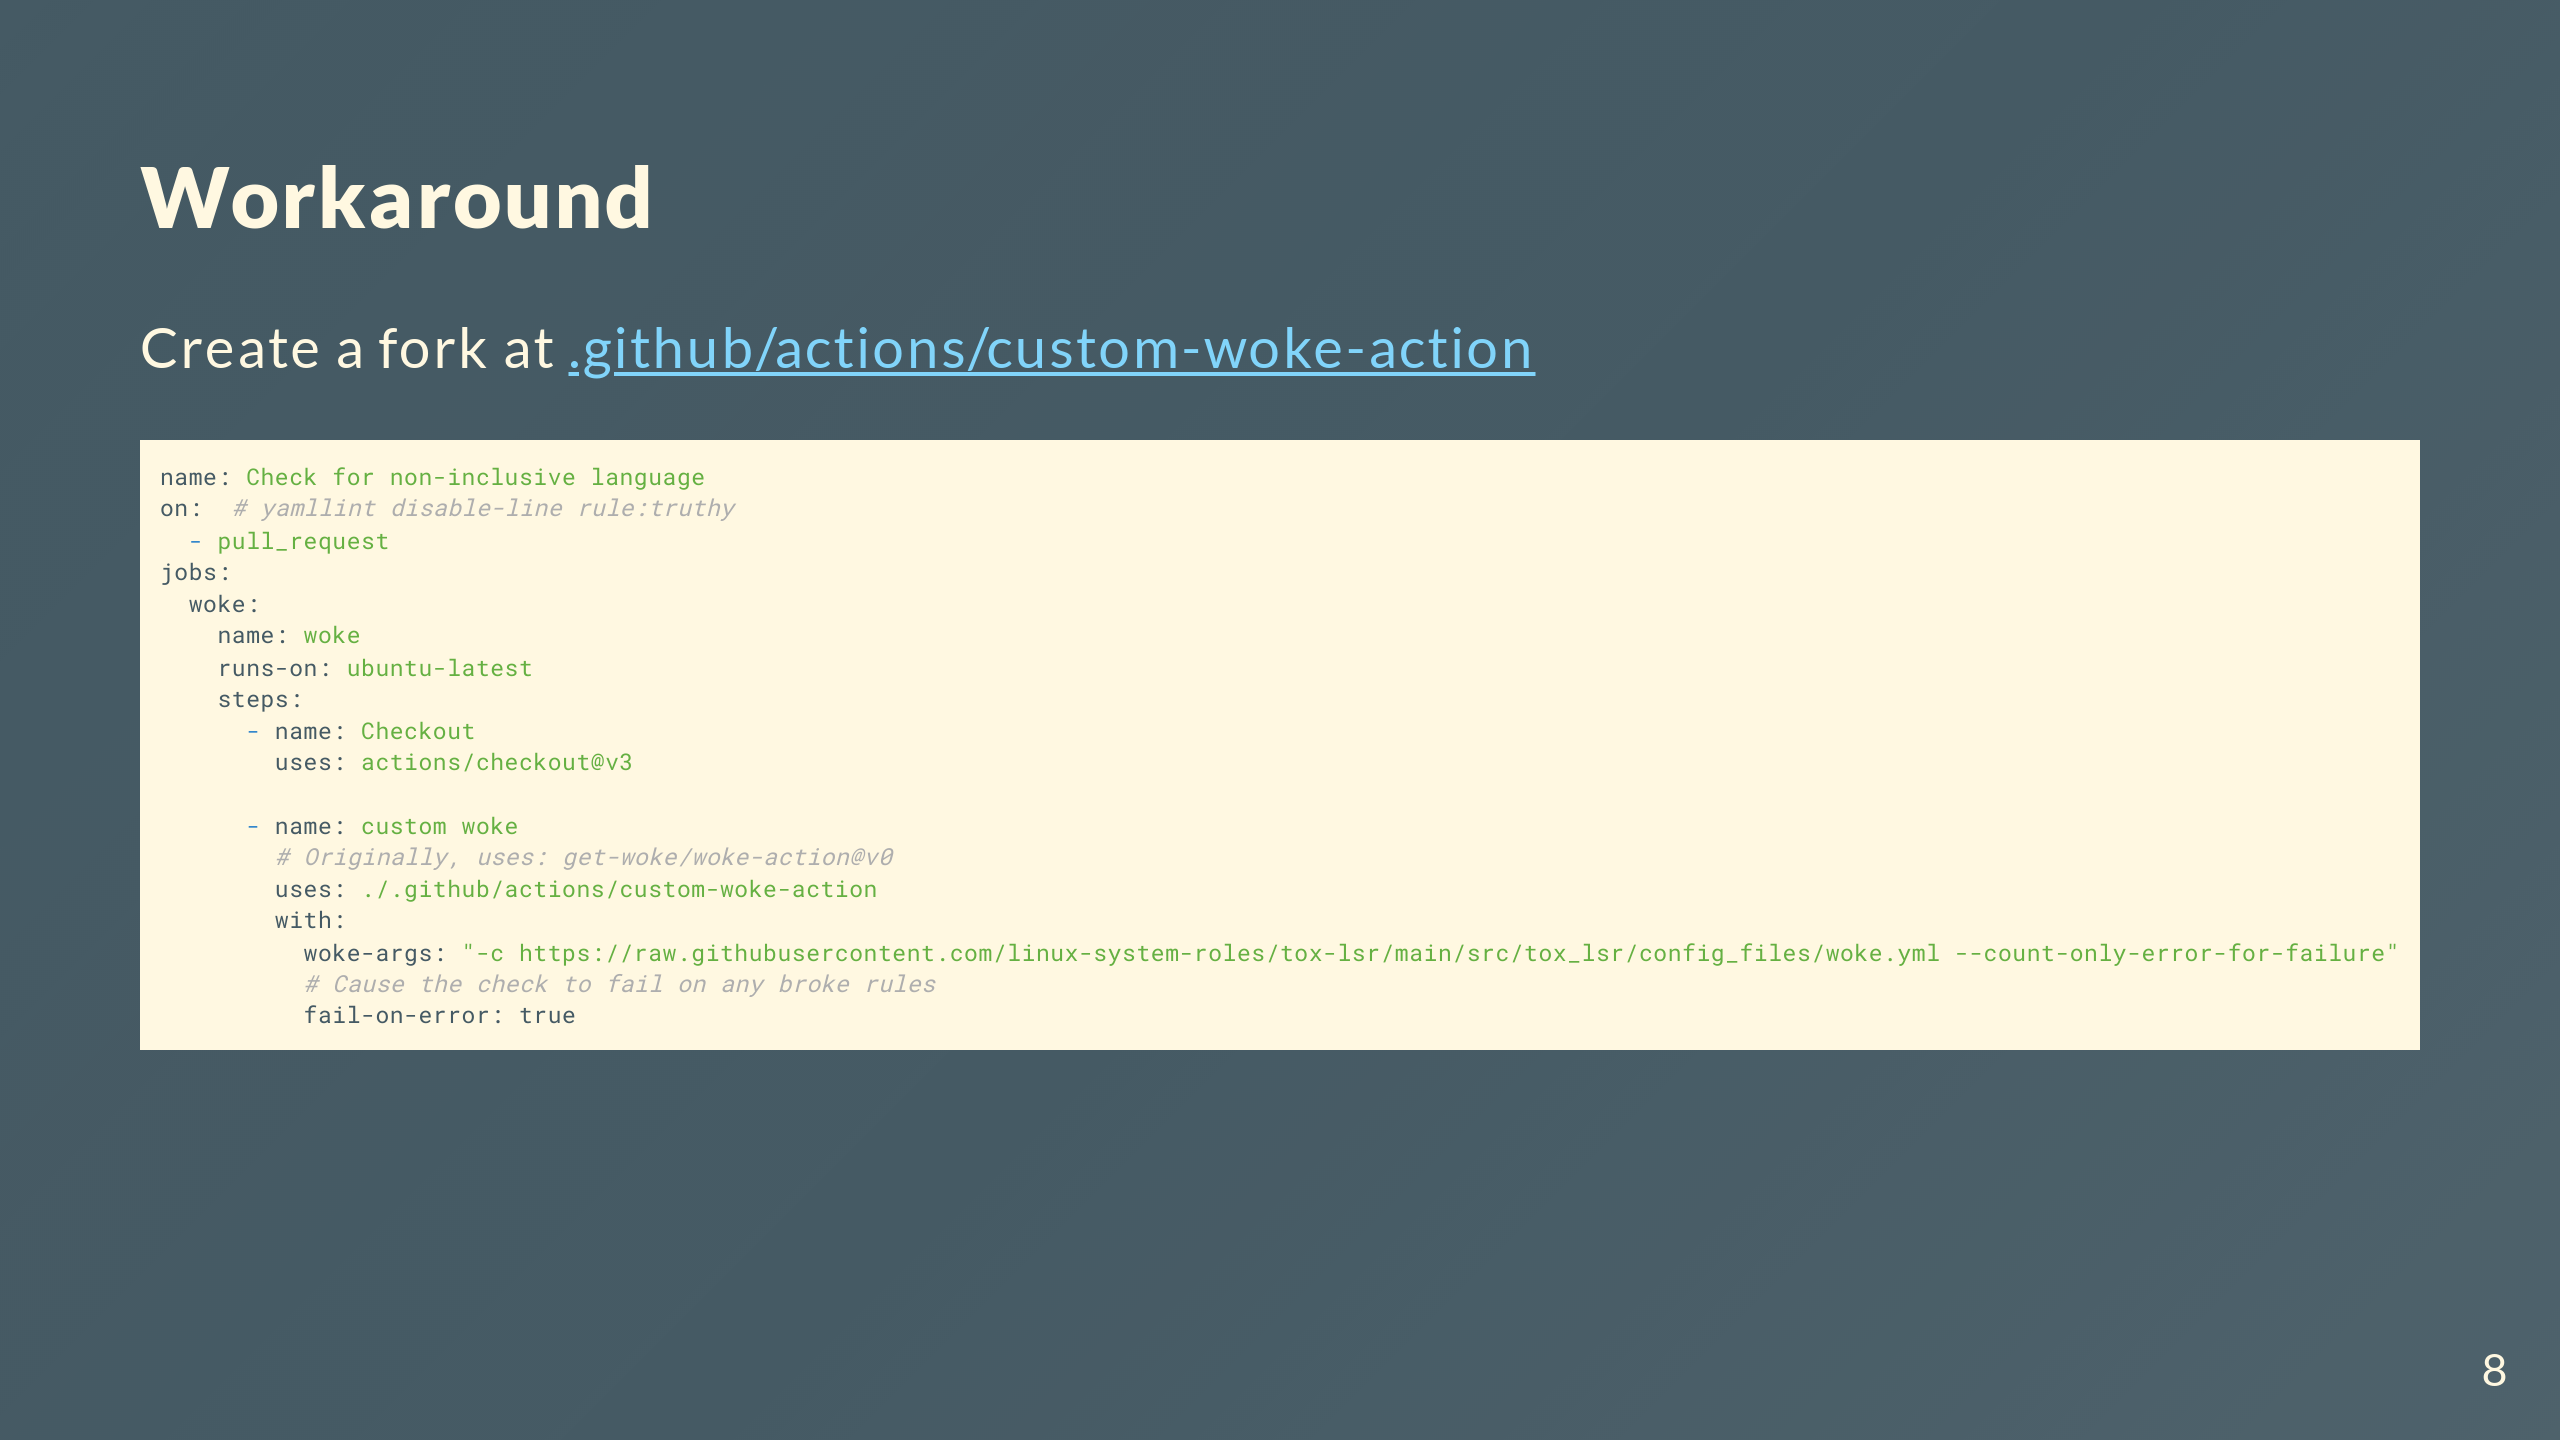 Workaround
Create a fork at .github/actions/custom-woke-action
name: Check for non-inclusive language
on:  # yamllint disable-line rule:truthy
  - pull_request
jobs:
  woke:
    name: woke
    runs-on: ubuntu-latest
    steps:
      - name: Checkout
        uses: actions/checkout@v3

      - name: custom woke
        # Originally, uses: get-woke/woke-action@v0
        uses: ./.github/actions/custom-woke-action
        with:
          woke-args: "-c https://raw.githubusercontent.com/linux-system-roles/tox-lsr/main/src/tox_lsr/config_files/woke.yml --count-only-error-for-failure"
          # Cause the check to fail on any broke rules
          fail-on-error: true
8